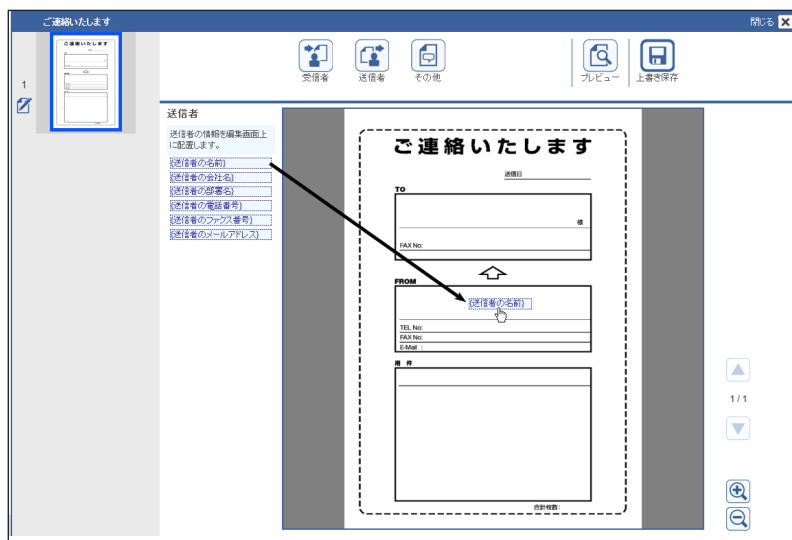 ご連絡いたします
閉じる
1
受信者
送信者
その他
プレビュー
上書き保存
送信者
送信者の情報を編集画面上
に配置します。
{送信者の名前}
{送信者の会社名}
{送信者の部署名}
{送信者の電話番号}
{送信者のファクス番号}
{送信者のメールアドレス}
ご連絡いたします
送信日
TO
様
FAX No:
FROM
{送信者の名前}
TEL No:
FAX No:
E-Mail :
用 件
合計枚数:
1 / 1